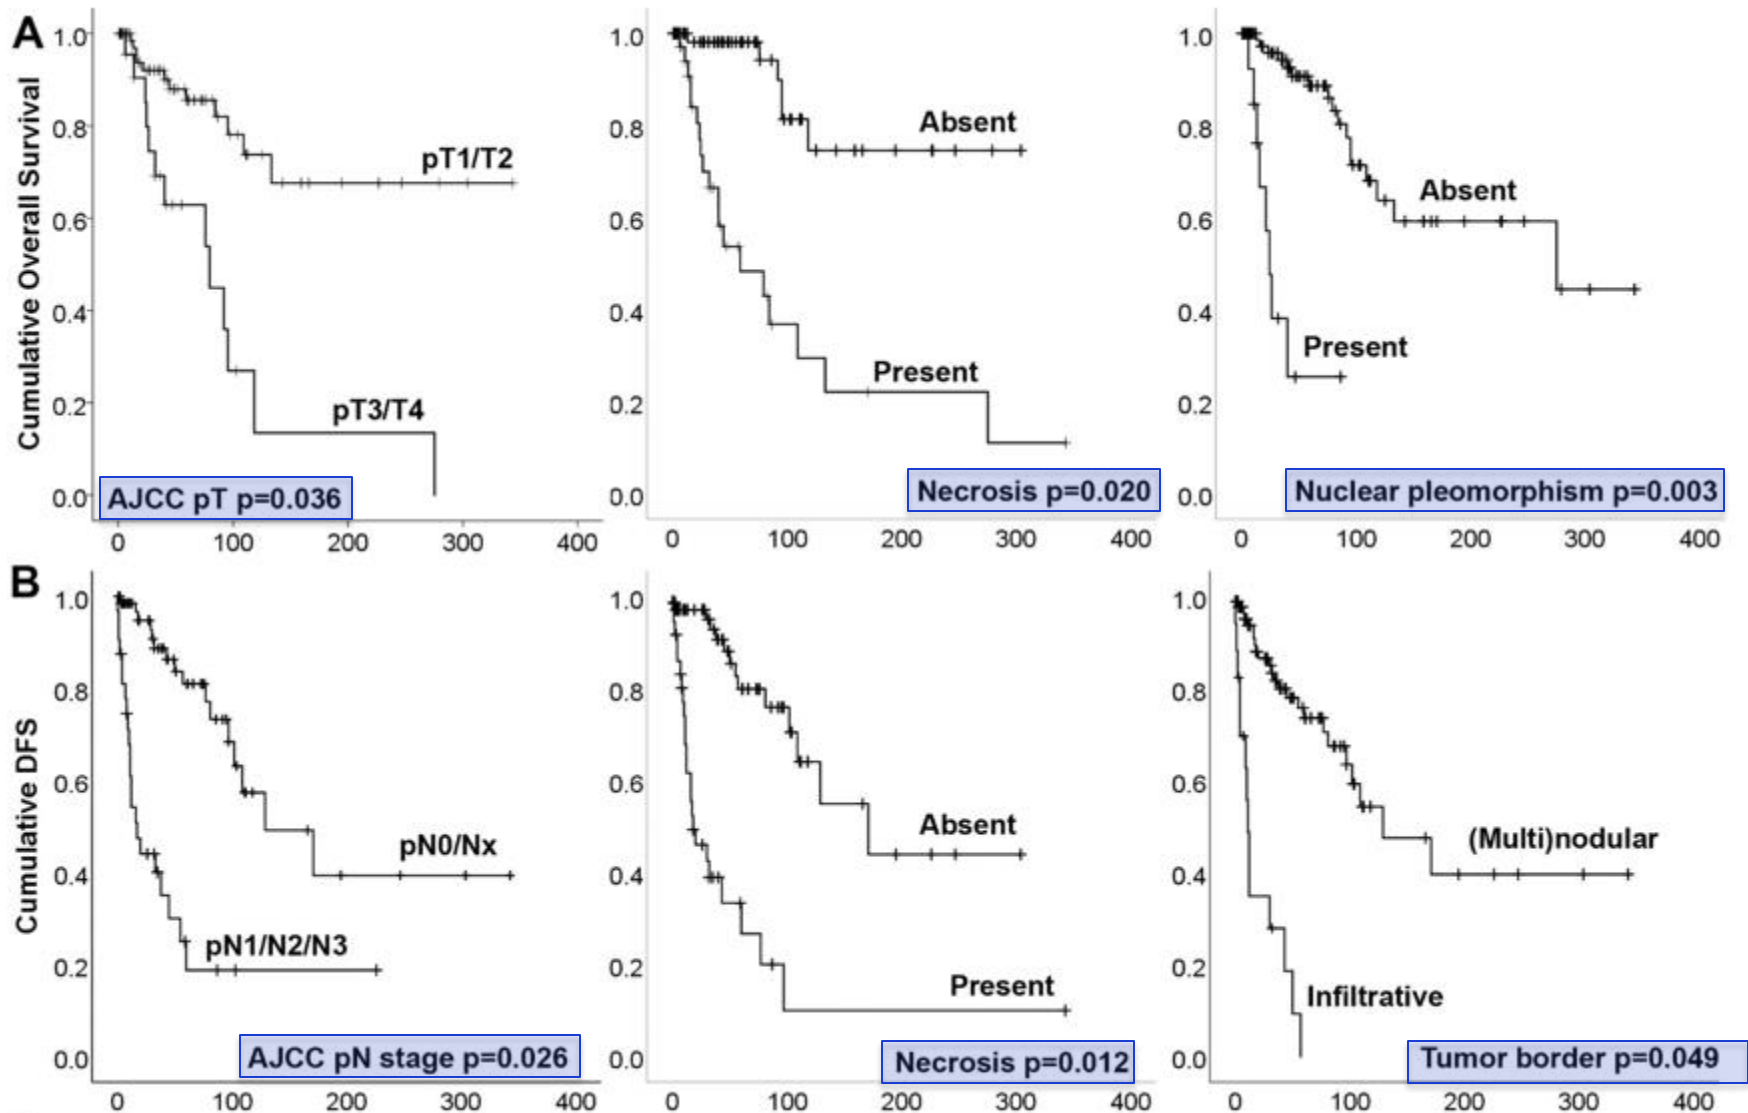 A
Cumulative Overall Survival
1.0
0.8
0.6
0.4
0.2
0.0
pT1/T2
pT3/T4
AJCC pT p=0.036
0 100 200 300 400
1.0
0.8
0.6
0.4
0.2
0.0
Absent
Present
Necrosis p=0.020
0 100 200 300 400
1.0
0.8
0.6
0.4
0.2
0.0
Absent
Present
Nuclear pleomorphism p=0.003
0 100 200 300 400
B
Cumulative DFS
1.0
0.8
0.6
0.4
0.2
0.0
pN0/Nx
pN1/N2/N3
AJCC pN stage p=0.026
0 100 200 300 400
1.0
0.8
0.6
0.4
0.2
0.0
Absent
Present
Necrosis p=0.012
0 100 200 300 400
1.0
0.8
0.6
0.4
0.2
0.0
(Multi)nodular
Infiltrative
Tumor border p=0.049
0 100 200 300 400